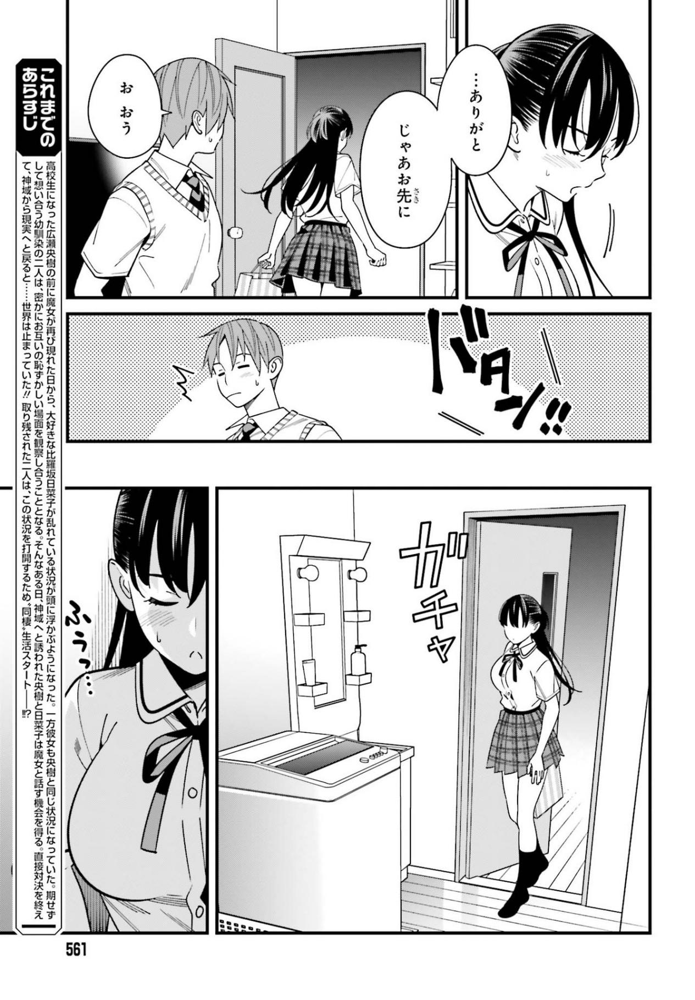 …ありがと
じゃあお先に
さき
お おう
バタン!!
ガチャ
ふぅっ…
これまでの
あらすじ
高校生になった広瀬央樹の前に魔女が再び現れた日から、大好きな比羅坂日菜子が乱れている状況が頭に浮かぶようになった。一方彼女も央樹と同じ状況になっていた。期せず
して想い合う幼馴染の二人は、密かにお互いの恥ずかしい場面を観察し合うこととなる。そんなある日、神域へと誘われた央樹と日菜子は魔女と話す機会を得る。直接対決を終え
て、神域から現実へと戻ると……世界は止まっていた!! 取り残された二人は、この状況を打開するため〝同棲〟生活スタート――!!?
561